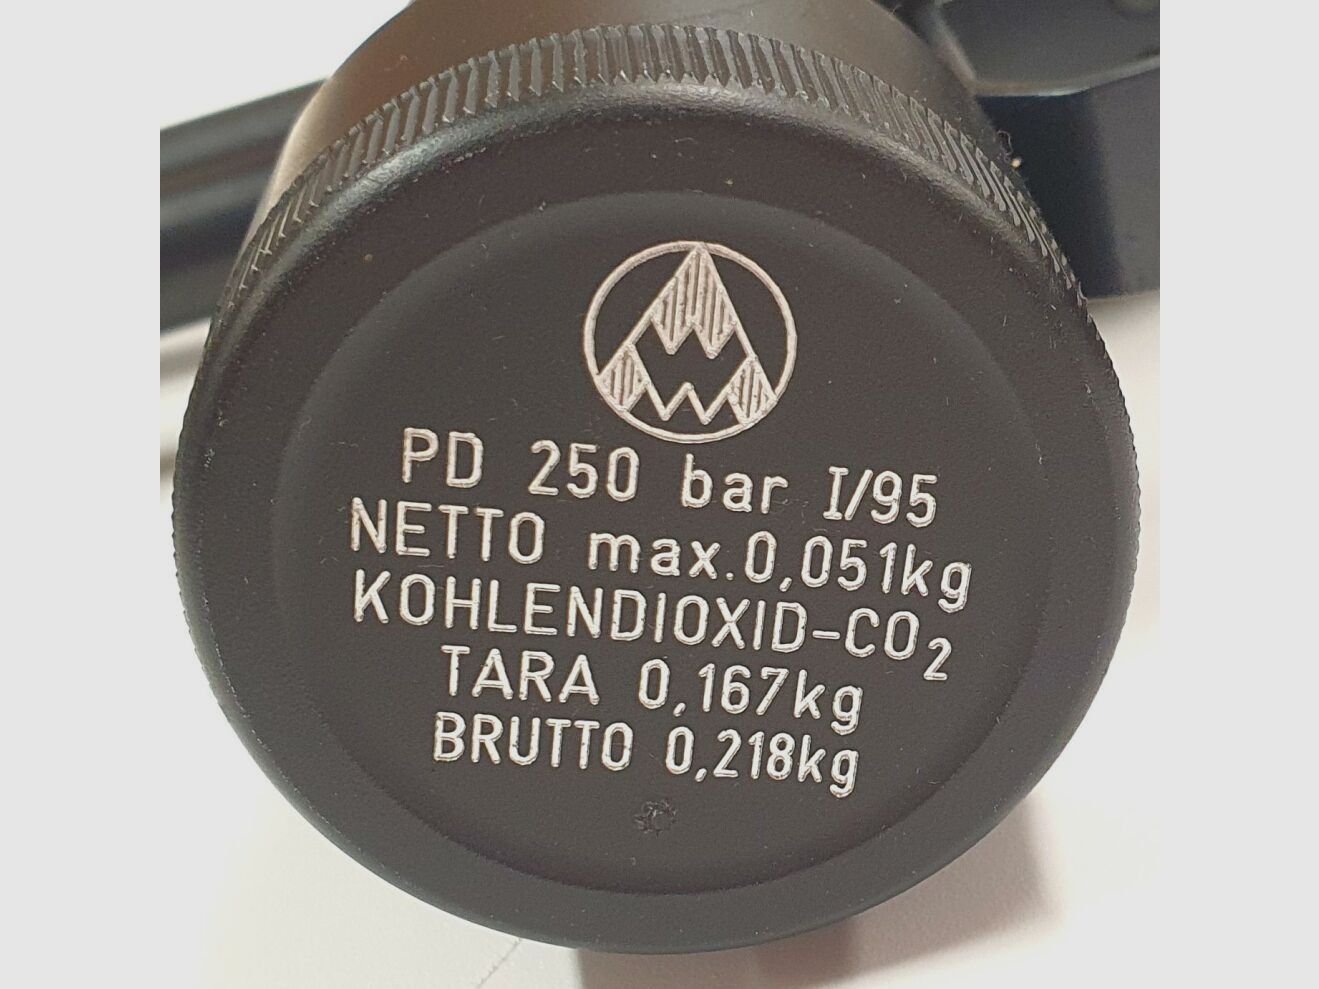 PD 250 bar I/95
NETTO max.0,051kg
KOHLENDIOXID-CO₂
TARA 0,167kg
BRUTTO 0,218kg